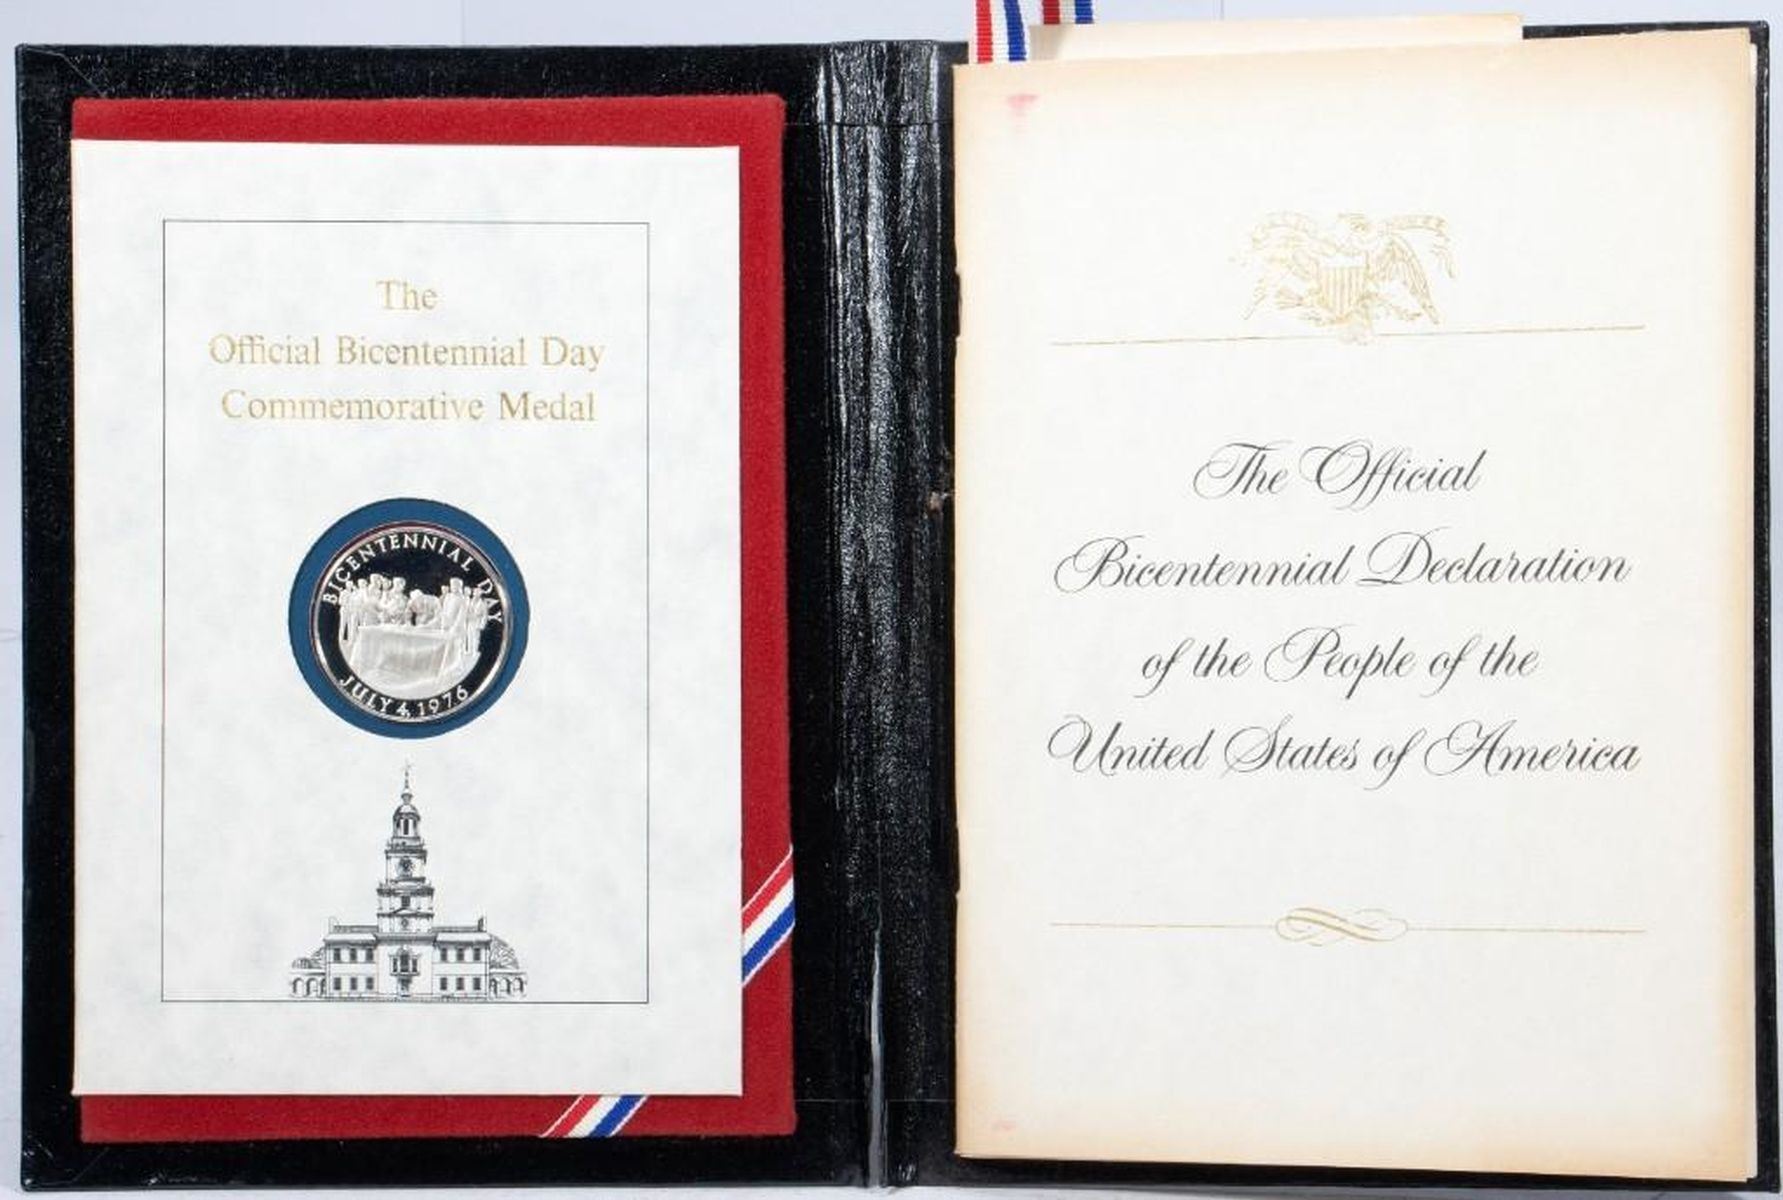 The
Official Bicentennial Day
Commemorative Medal
BICENTENNIAL DAY
JULY 4, 1976
The Official
Bicentennial Declaration
of the People of the
United States of America